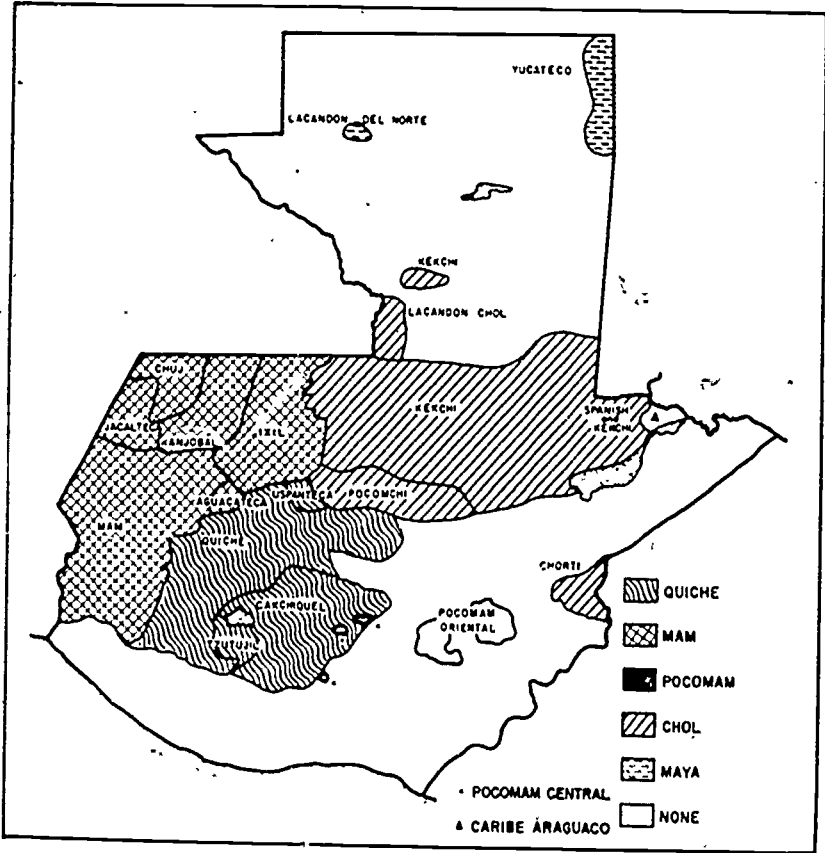 YUCATECO
LACANDON DEL NORTE
KEKCHI
LACANDON CHOL
CHUJ
JACALTEC
KANJOBAL
IXIL
KEKCHI
SPANISH
and
KEKCHI
AGUACATECA
USPANTECA
POCOMCHI
MAM
QUICHE
CHORTI
CAKCHIQUEL
POCOMAM
ORIENTAL
TZUTUJIL
QUICHE
MAM
POCOMAM
CHOL
MAYA
POCOMAM CENTRAL
NONE
CARIBE ARAGUACO